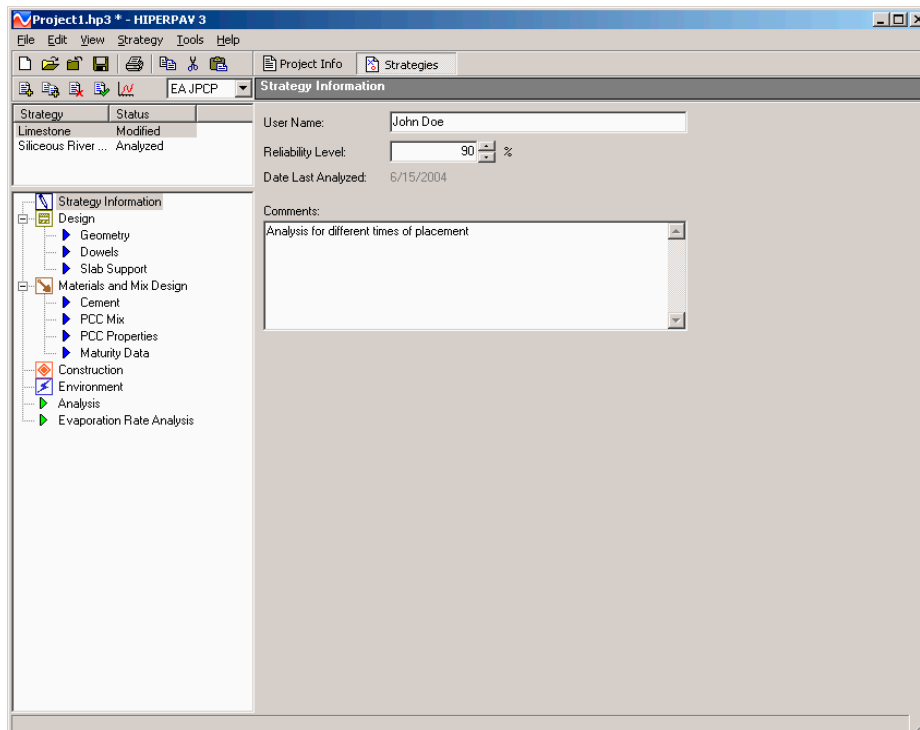 Project1.hp3 * - HIPERPAV 3
File Edit View Strategy Tools Help
Project Info Strategies
EA JPCP
Strategy Information
Strategy Status
Limestone Modified
Siliceous River ... Analyzed
User Name: John Doe
Reliability Level: 90 %
Date Last Analyzed: 6/15/2004
Comments:
Analysis for different times of placement
Strategy Information
Design
Geometry
Dowels
Slab Support
Materials and Mix Design
Cement
PCC Mix
PCC Properties
Maturity Data
Construction
Environment
Analysis
Evaporation Rate Analysis